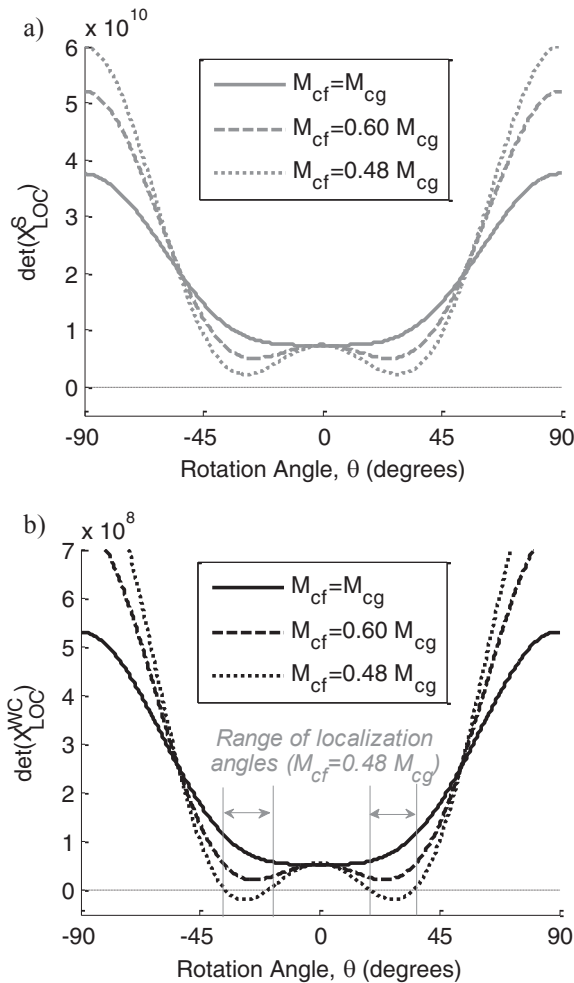 a)
x 10^10
6
5
4
3
2
1
0
det(X^S_LOC)
M_cf=M_cg
M_cf=0.60 M_cg
M_cf=0.48 M_cg
-90 -45 0 45 90
Rotation Angle, θ (degrees)
b)
x 10^8
7
6
5
4
3
2
1
0
det(X^WC_LOC)
M_cf=M_cg
M_cf=0.60 M_cg
M_cf=0.48 M_cg
Range of localization
angles (M_cf=0.48 M_cg)
-90 -45 0 45 90
Rotation Angle, θ (degrees)